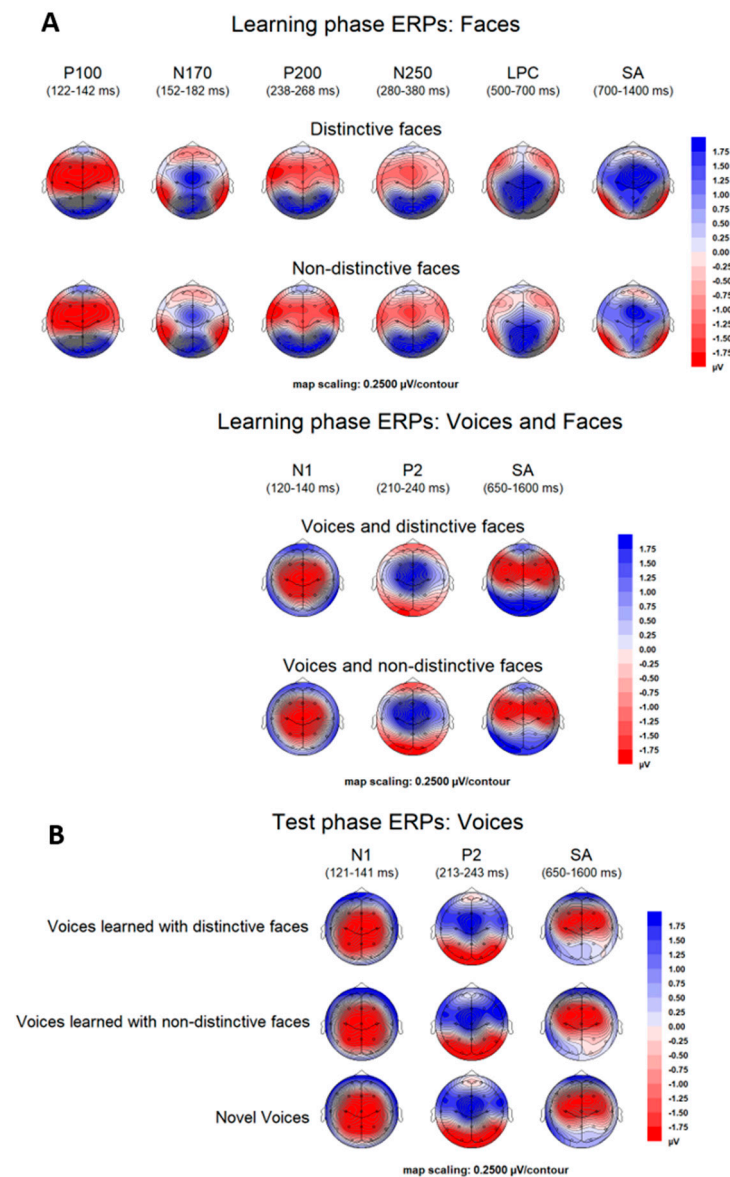 A
Learning phase ERPs: Faces
P100 N170 P200 N250 LPC SA
(122-142 ms) (152-182 ms) (238-268 ms) (280-380 ms) (500-700 ms) (700-1400 ms)
Distinctive faces
1.75
1.50
1.25
1.00
0.75
0.50
0.25
0.00
-0.25
-0.50
-0.75
-1.00
-1.25
-1.50
-1.75
µV
Non-distinctive faces
map scaling: 0.2500 µV/contour
Learning phase ERPs: Voices and Faces
N1 P2 SA
(120-140 ms) (210-240 ms) (650-1600 ms)
Voices and distinctive faces
1.75
1.50
1.25
1.00
0.75
0.50
0.25
0.00
-0.25
-0.50
-0.75
-1.00
-1.25
-1.50
-1.75
µV
Voices and non-distinctive faces
map scaling: 0.2500 µV/contour
B
Test phase ERPs: Voices
N1 P2 SA
(121-141 ms) (213-243 ms) (650-1600 ms)
Voices learned with distinctive faces
Voices learned with non-distinctive faces
Novel Voices
1.75
1.50
1.25
1.00
0.75
0.50
0.25
0.00
-0.25
-0.50
-0.75
-1.00
-1.25
-1.50
-1.75
µV
map scaling: 0.2500 µV/contour